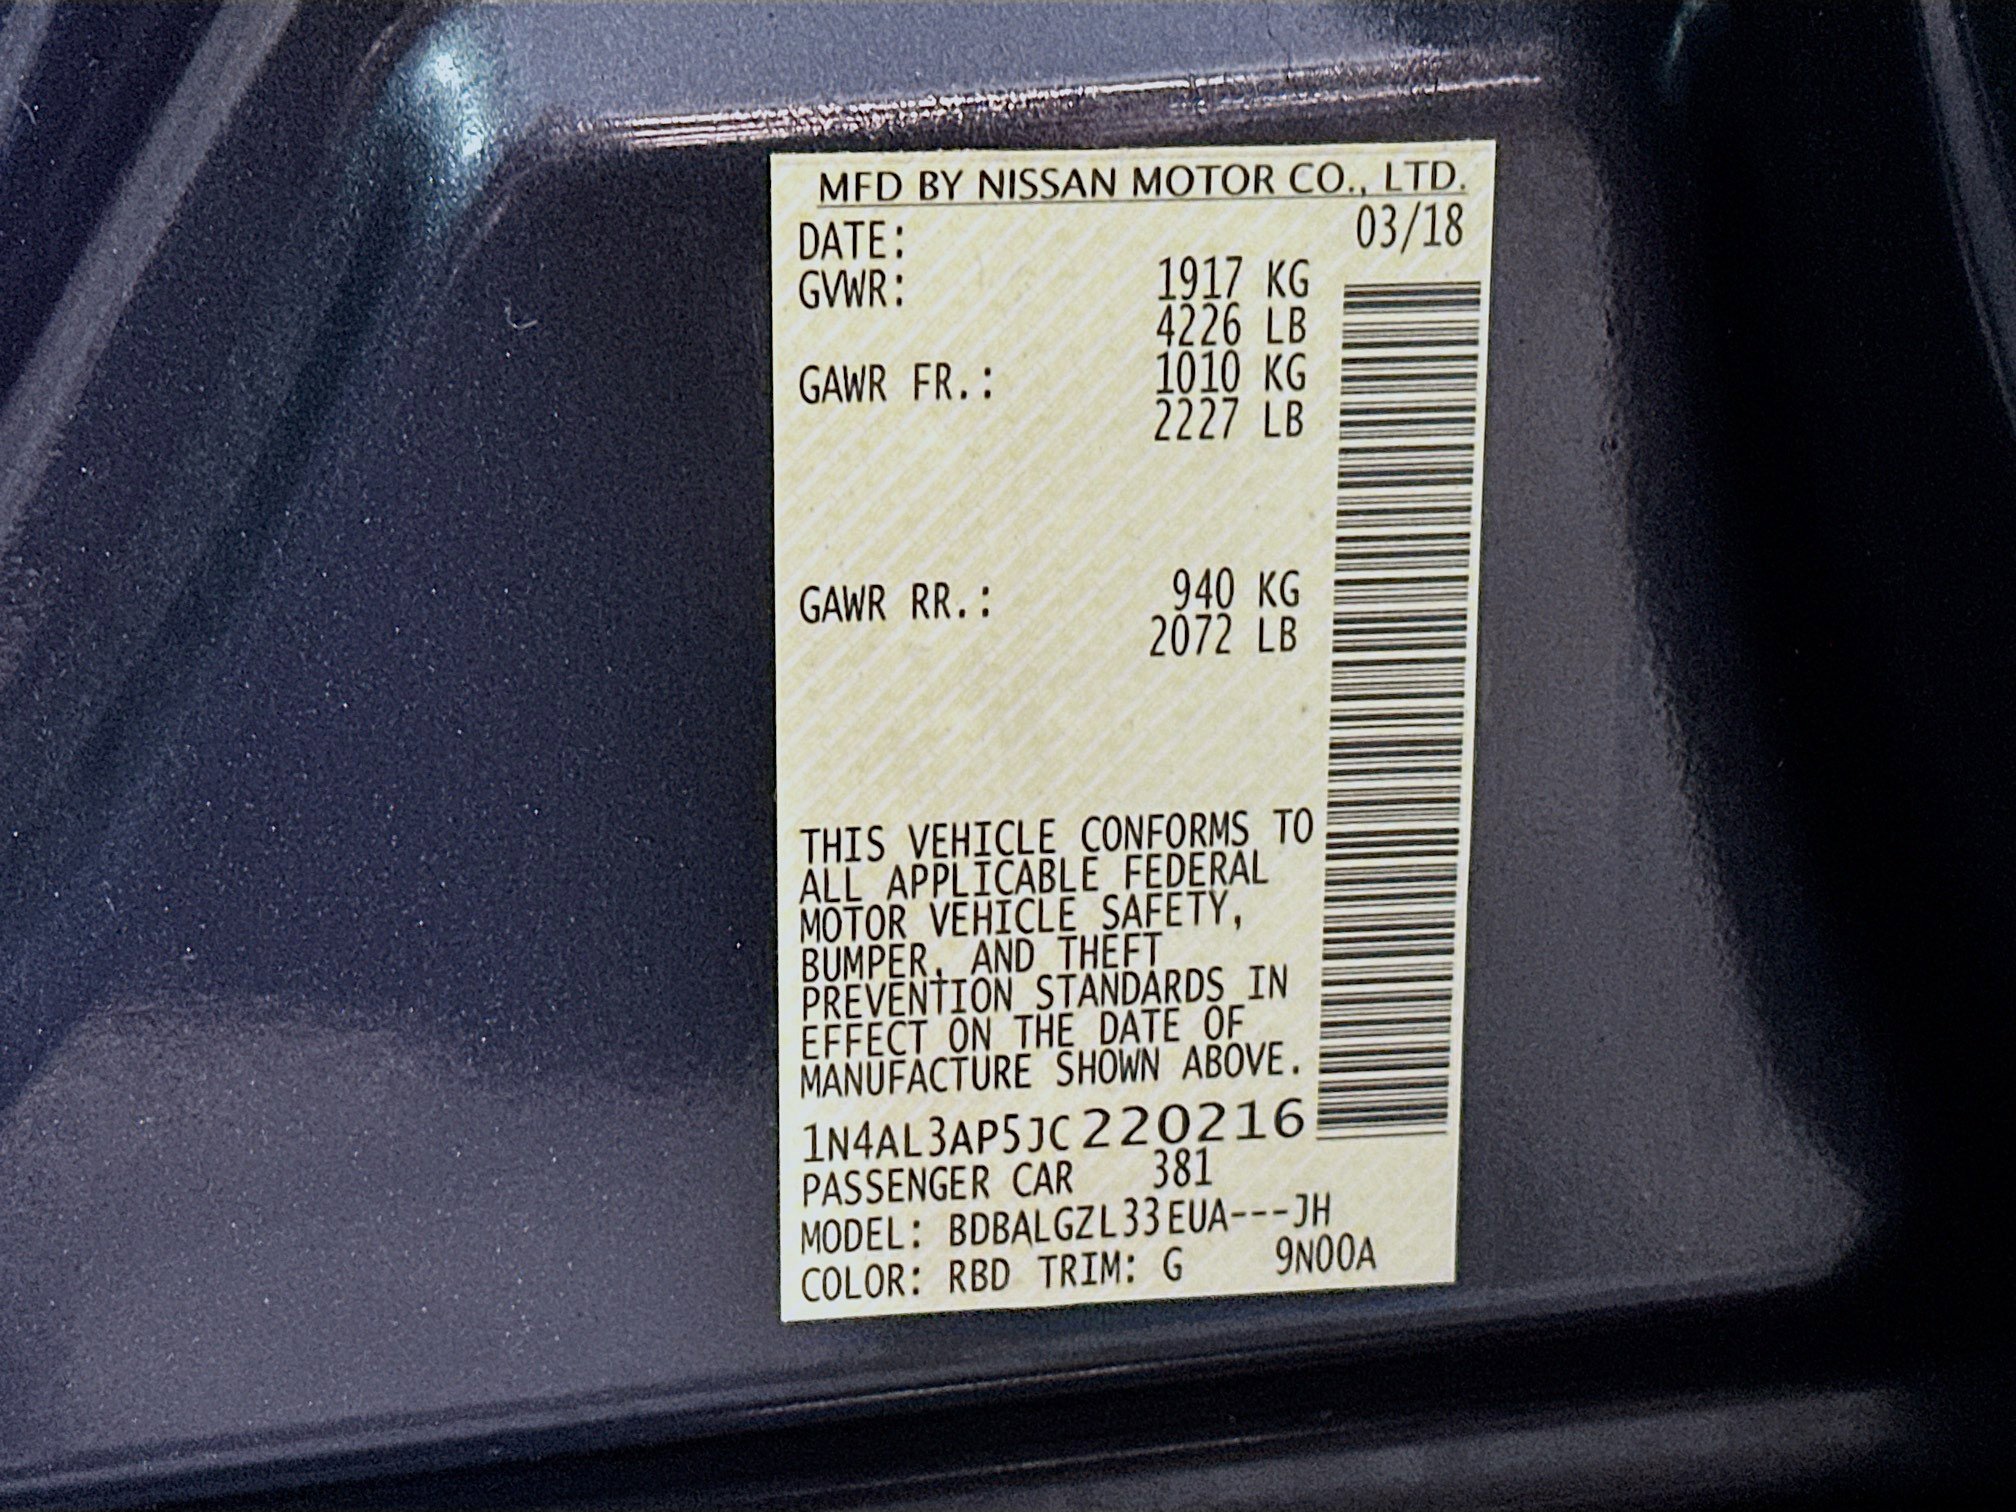 MFD BY NISSAN MOTOR CO., LTD.
DATE: 03/18
GVWR: 1917 KG
4226 LB
GAWR FR.: 1010 KG
2227 LB
GAWR RR.: 940 KG
2072 LB
THIS VEHICLE CONFORMS TO
ALL APPLICABLE FEDERAL
MOTOR VEHICLE SAFETY,
BUMPER, AND THEFT
PREVENTION STANDARDS IN
EFFECT ON THE DATE OF
MANUFACTURE SHOWN ABOVE.
1N4AL3AP5JC220216
PASSENGER CAR 381
MODEL: BDBALGZL33EUA---JH
COLOR: RBD TRIM: G 9N00A